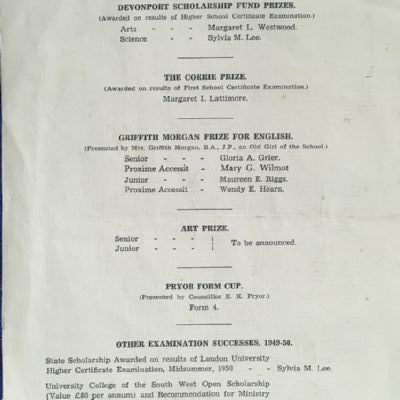 DEVONPORT SCHOLARSHIP FUND PRIZES.
(Awarded on results of Higher School Certificate Examination.)
Arts - - - Margaret L. Westwood.
Science - - Sylvia M. Lee.
THE CORRIE PRIZE.
(Awarded on results of First School Certificate Examination.)
Margaret I. Lattimore.
GRIFFITH MORGAN PRIZE FOR ENGLISH.
(Presented by Mrs. Griffith Morgan, B.A., J.P., an Old Girl of the School.)
Senior - - - Gloria A. Grier.
Proxime Accessit - Mary G. Wilmot
Junior - - - Maureen E. Riggs.
Proxime Accessit - Wendy E. Hearn.
ART PRIZE.
Senior - - - }
Junior - - - } To be announced.
PRYOR FORM CUP.
(Presented by Councillor E. K. Pryor.)
Form 4.
OTHER EXAMINATION SUCCESSES, 1949-50.
State Scholarship Awarded on results of London University
Higher Certificate Examination, Midsummer, 1950 - - Sylvia M. Lee.
University College of the South West Open Scholarship
(Value £80 per annum) and Recommendation for Ministry